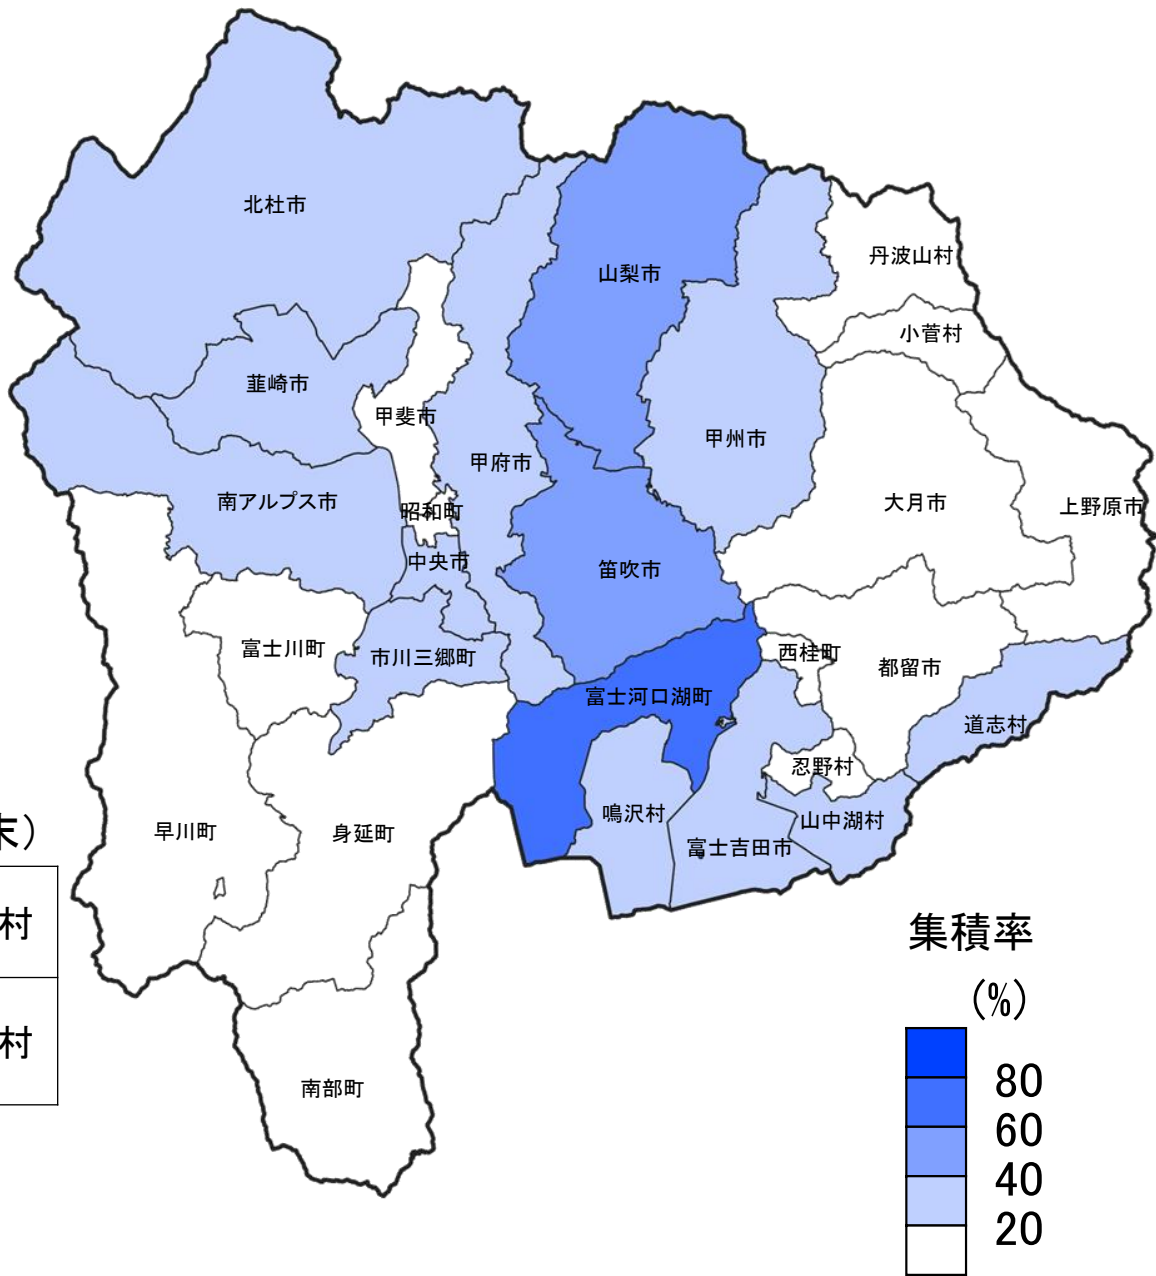 北杜市
山梨市
丹波山村
小菅村
韮崎市
甲斐市
甲府市
甲州市
南アルプス市
昭和町
大月市
上野原市
中央市
笛吹市
富士川町
市川三郷町
西桂町
都留市
富士河口湖町
道志村
忍野村
鳴沢村
山中湖村
早川町
身延町
富士吉田市
末)
村
村
南部町
集積率
(%)
80
60
40
20